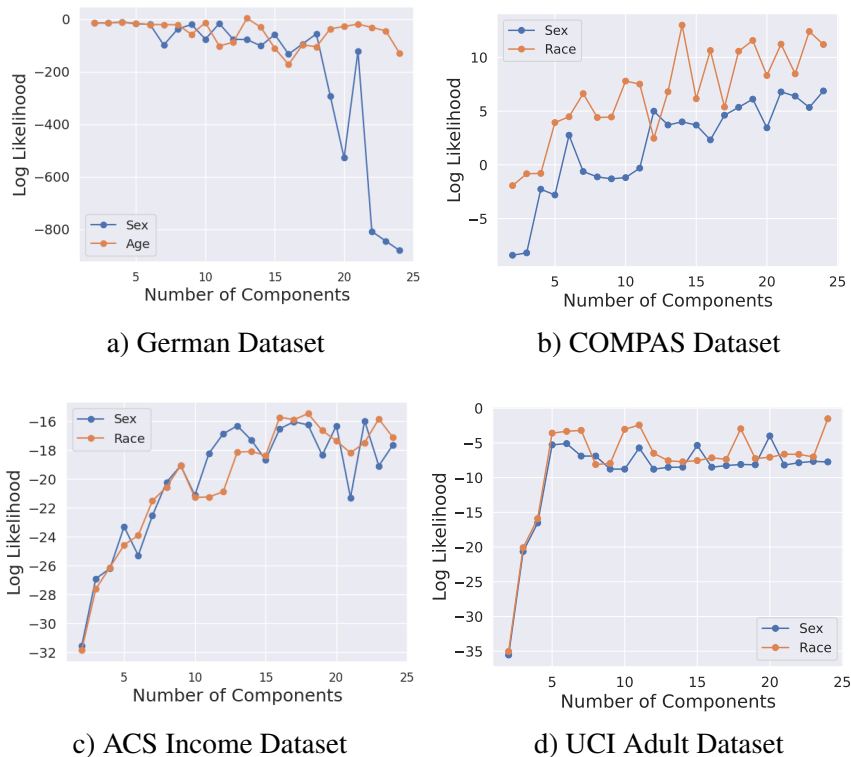 0
−200
−400
−600
−800
Log Likelihood
Sex
Age
5
10
15
20
25
Number of Components
a) German Dataset
10
5
0
−5
Log Likelihood
Sex
Race
5
10
15
20
25
Number of Components
b) COMPAS Dataset
−16
−18
−20
−22
−24
−26
−28
−30
−32
Log Likelihood
Sex
Race
5
10
15
20
25
Number of Components
c) ACS Income Dataset
0
−5
−10
−15
−20
−25
−30
−35
Log Likelihood
Sex
Race
5
10
15
20
25
Number of Components
d) UCI Adult Dataset